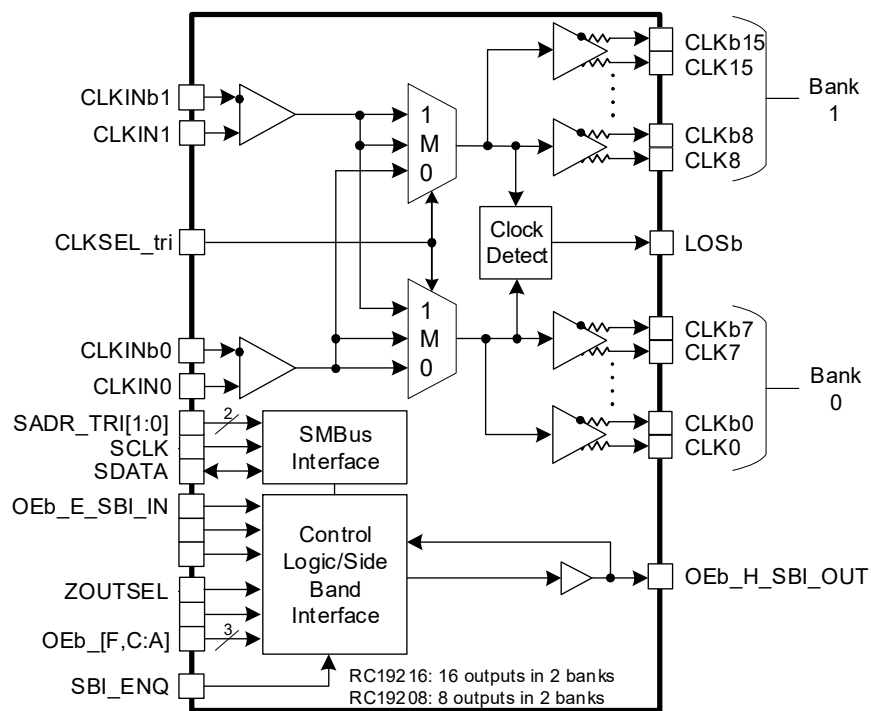 CLKb15
CLK15
CLKINb1
CLKIN1
Bank
1
1
M
0
CLKb8
CLK8
CLKSEL_tri
Clock
Detect
LOSb
1
M
0
CLKb7
CLK7
CLKINb0
CLKIN0
Bank
0
SADR_TRI[1:0]
2
SCLK
SDATA
SMBus
Interface
CLKb0
CLK0
OEb_E_SBI_IN
Control
Logic/Side
Band
Interface
ZOUTSEL
OEb_H_SBI_OUT
OEb_[F,C:A]
3
SBI_ENQ
RC19216: 16 outputs in 2 banks
RC19208: 8 outputs in 2 banks